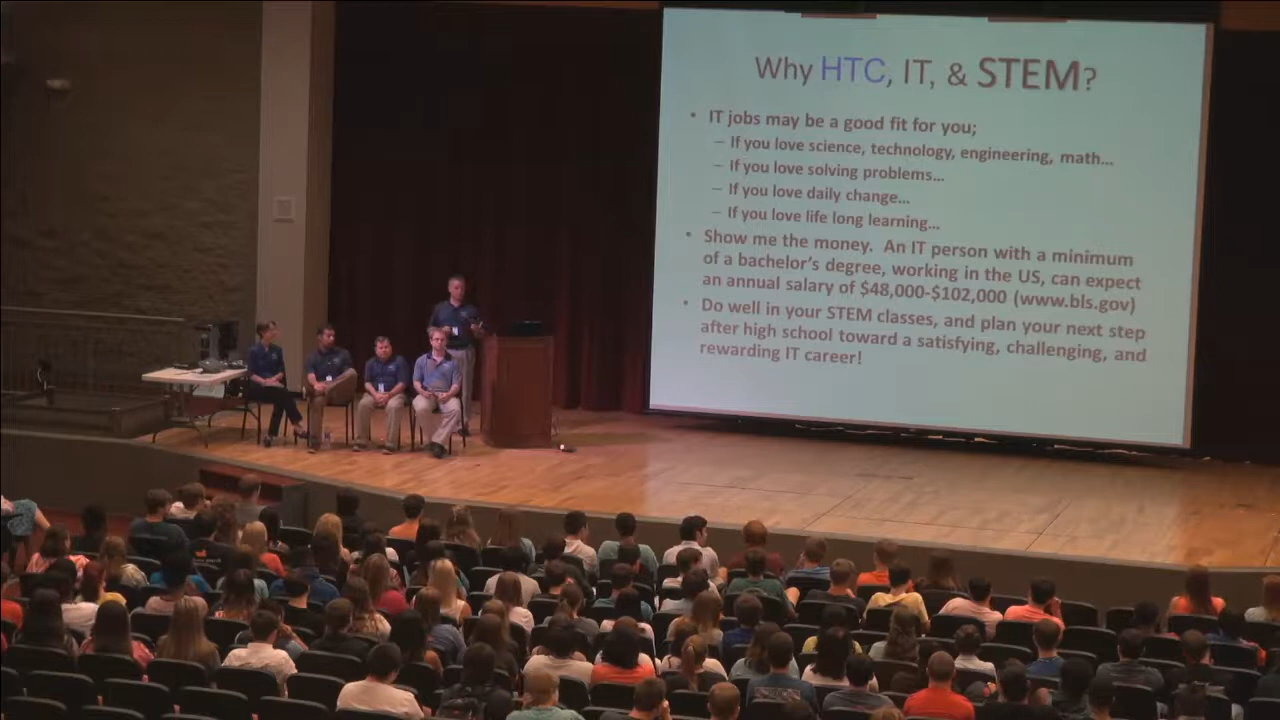 Why HTC, IT, & STEM?
• IT jobs may be a good fit for you;
– If you love science, technology, engineering, math…
– If you love solving problems…
– If you love daily change…
– If you love life long learning…
• Show me the money. An IT person with a minimum
of a bachelor's degree, working in the US, can expect
an annual salary of $48,000-$102,000 (www.bls.gov)
• Do well in your STEM classes, and plan your next step
after high school toward a satisfying, challenging, and
rewarding IT career!